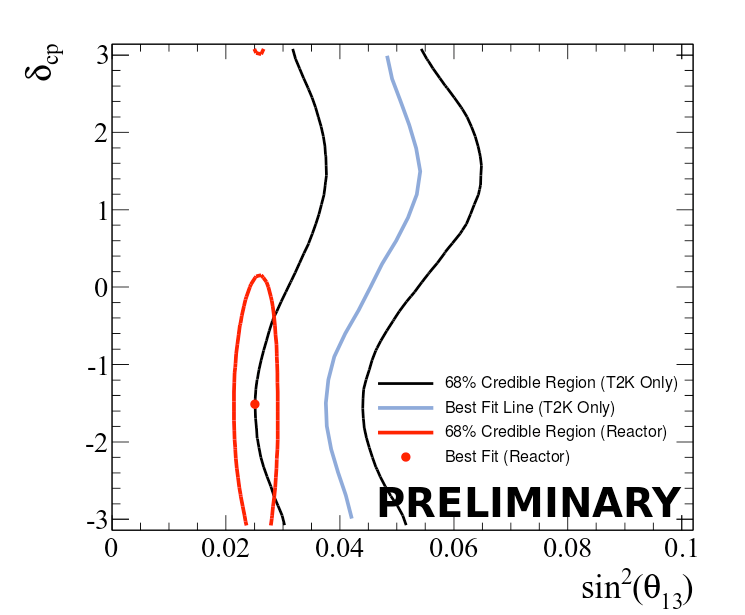 δcp
3
2
1
0
-1
-2
-3
68% Credible Region (T2K Only)
Best Fit Line (T2K Only)
68% Credible Region (Reactor)
Best Fit (Reactor)
PRELIMINARY
0 0.02 0.04 0.06 0.08 0.1
sin²(θ₁₃)